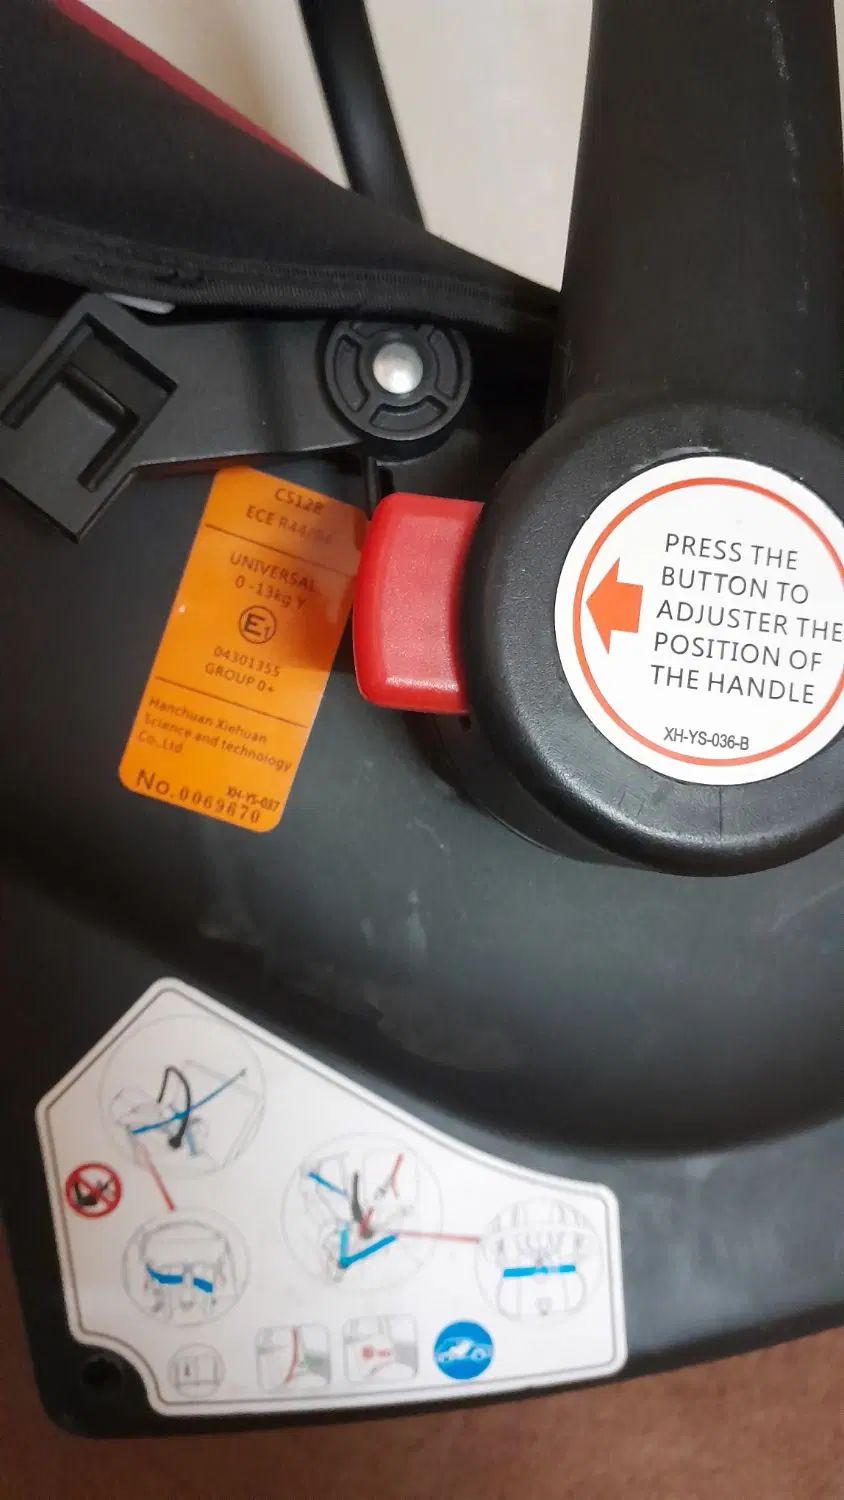 CS12B
ECE R44/04
UNIVERSAL
0-13kg Y
E1
04301355
GROUP 0+
Hanchuan Xiehuan
Science and technology
Co.,Ltd
XH-YS-037
No.0069670
PRESS THE
BUTTON TO
ADJUSTER THE
POSITION OF
THE HANDLE
XH-YS-036-B